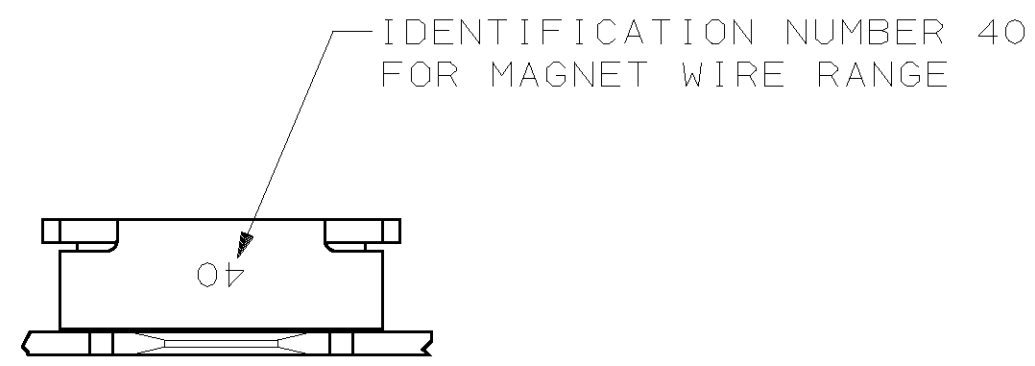 IDENTIFICATION NUMBER 40
FOR MAGNET WIRE RANGE
40